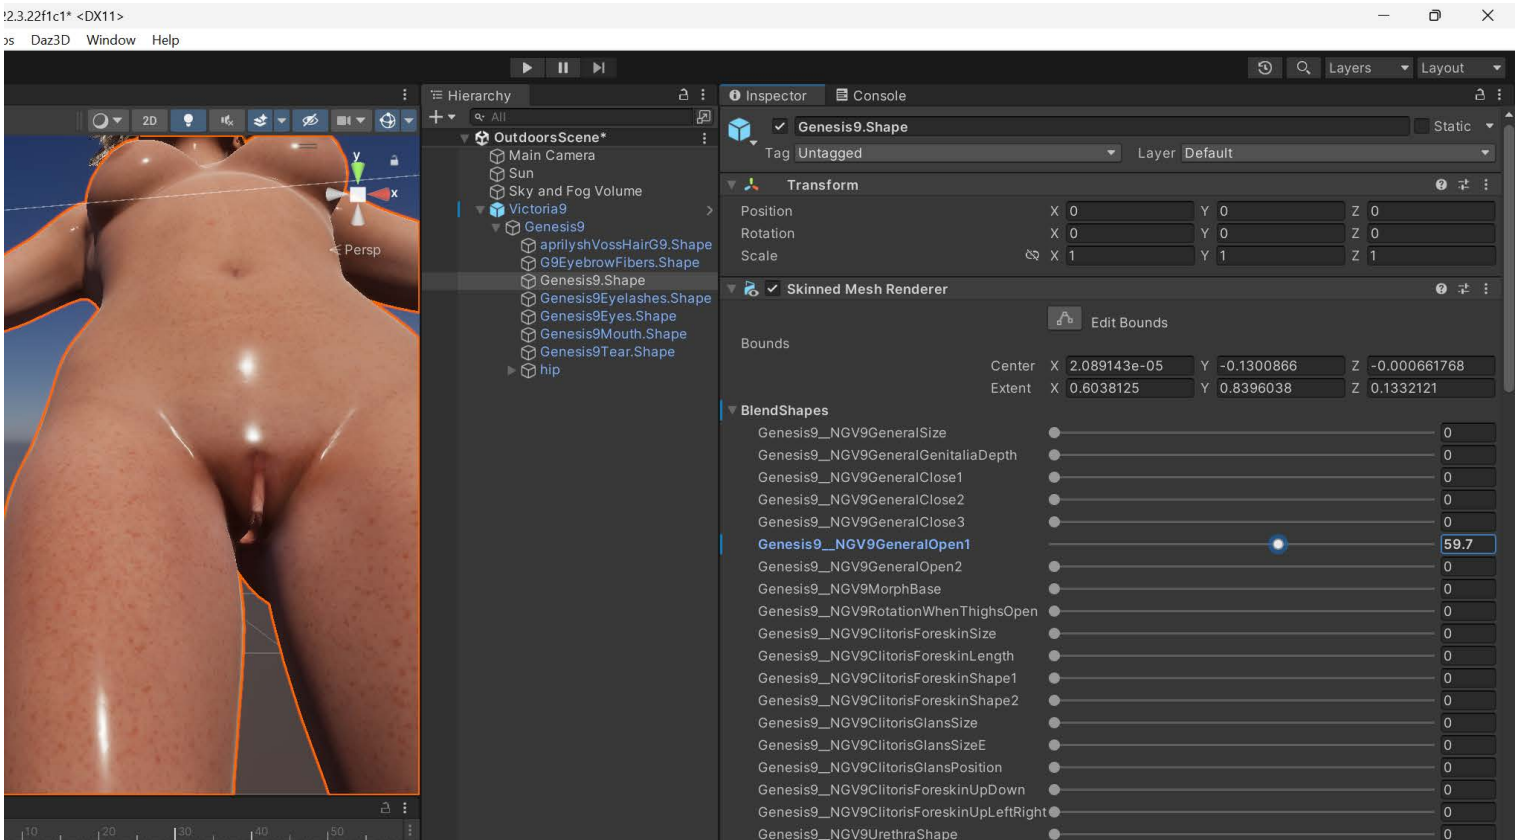 22.3.22f1c1* <DX11>
Daz3D Window Help
Layers Layout
Hierarchy
Inspector Console
2D
All
Genesis9.Shape Static
OutdoorsScene*
Tag Untagged Layer Default
Main Camera
Sun
Sky and Fog Volume
Victoria9
Genesis9
aprilyshVossHairG9.Shape
G9EyebrowFibers.Shape
Genesis9.Shape
Genesis9Eyelashes.Shape
Genesis9Eyes.Shape
Genesis9Mouth.Shape
Genesis9Tear.Shape
hip
y
x
Persp
Transform
Position X 0 Y 0 Z 0
Rotation X 0 Y 0 Z 0
Scale X 1 Y 1 Z 1
Skinned Mesh Renderer
Edit Bounds
Bounds
Center X 2.089143e-05 Y -0.1300866 Z -0.000661768
Extent X 0.6038125 Y 0.8396038 Z 0.1332121
BlendShapes
Genesis9__NGV9GeneralSize 0
Genesis9__NGV9GeneralGenitaliaDepth 0
Genesis9__NGV9GeneralClose1 0
Genesis9__NGV9GeneralClose2 0
Genesis9__NGV9GeneralClose3 0
Genesis9__NGV9GeneralOpen1 59.7
Genesis9__NGV9GeneralOpen2 0
Genesis9__NGV9MorphBase 0
Genesis9__NGV9RotationWhenThighsOpen 0
Genesis9__NGV9ClitorisForeskinSize 0
Genesis9__NGV9ClitorisForeskinLength 0
Genesis9__NGV9ClitorisForeskinShape1 0
Genesis9__NGV9ClitorisForeskinShape2 0
Genesis9__NGV9ClitorisGlansSize 0
Genesis9__NGV9ClitorisGlansSizeE 0
Genesis9__NGV9ClitorisGlansPosition 0
Genesis9__NGV9ClitorisForeskinUpDown 0
Genesis9__NGV9ClitorisForeskinUpLeftRight 0
Genesis9__NGV9UrethraShape 0
10 20 30 40 50